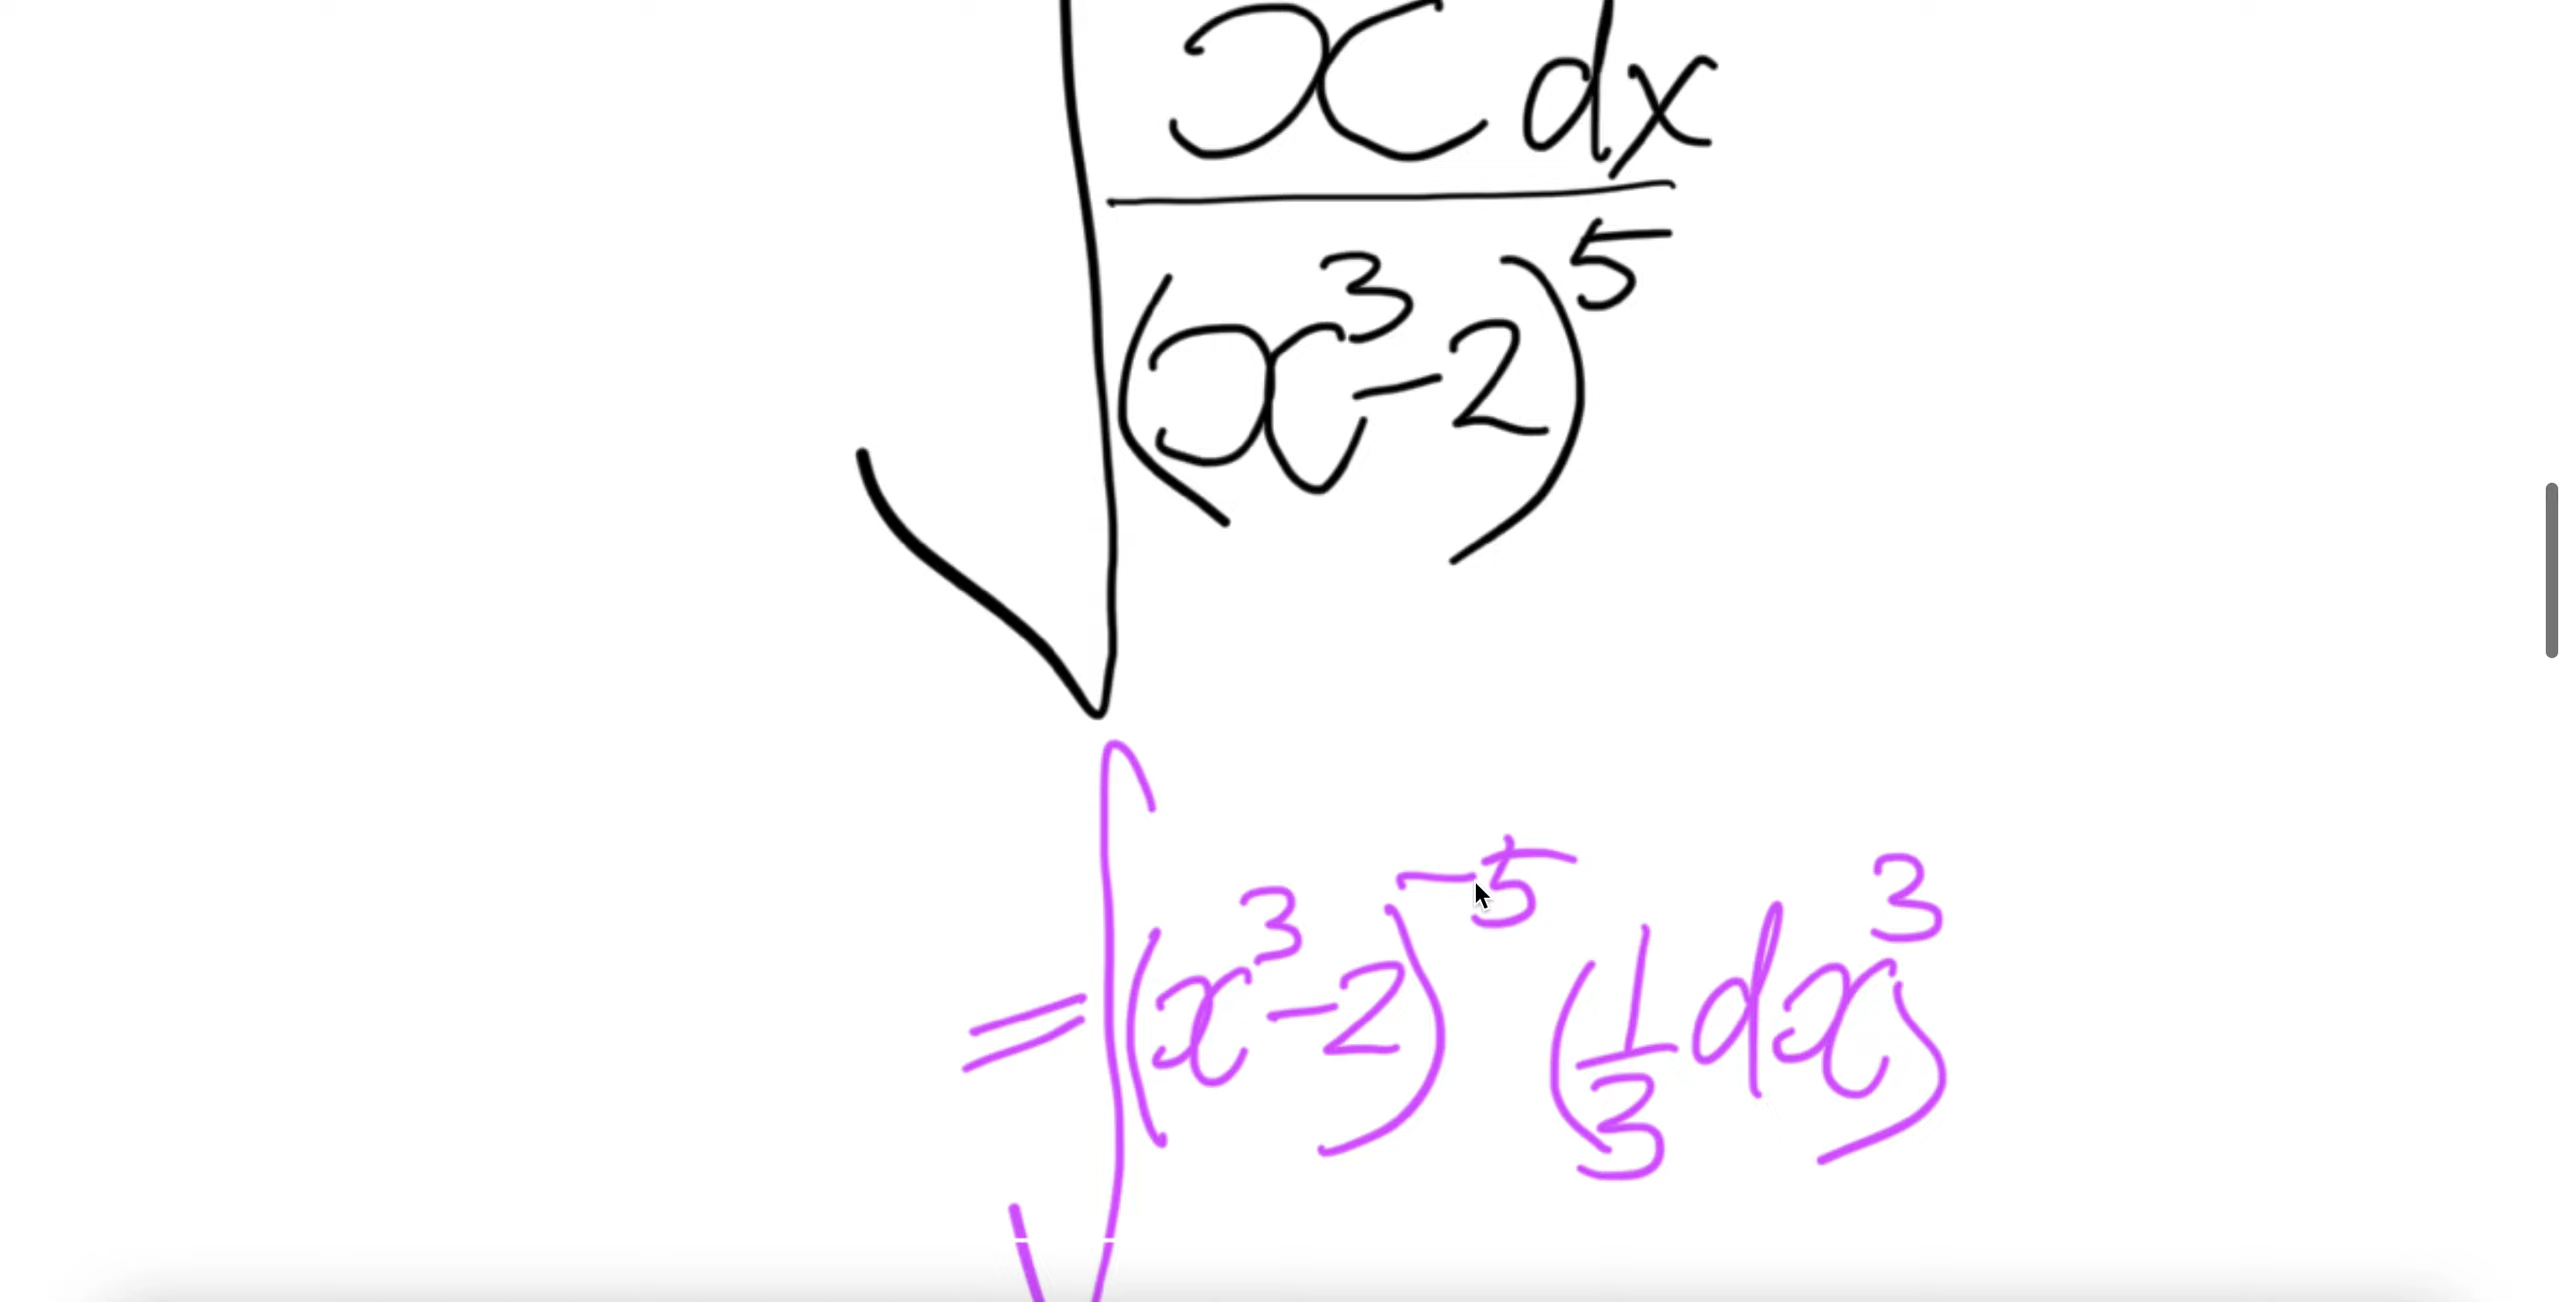 ∫ x dx / (x³ - 2)⁵
= ∫ (x³ - 2)⁻⁵ (1/3 dx³)